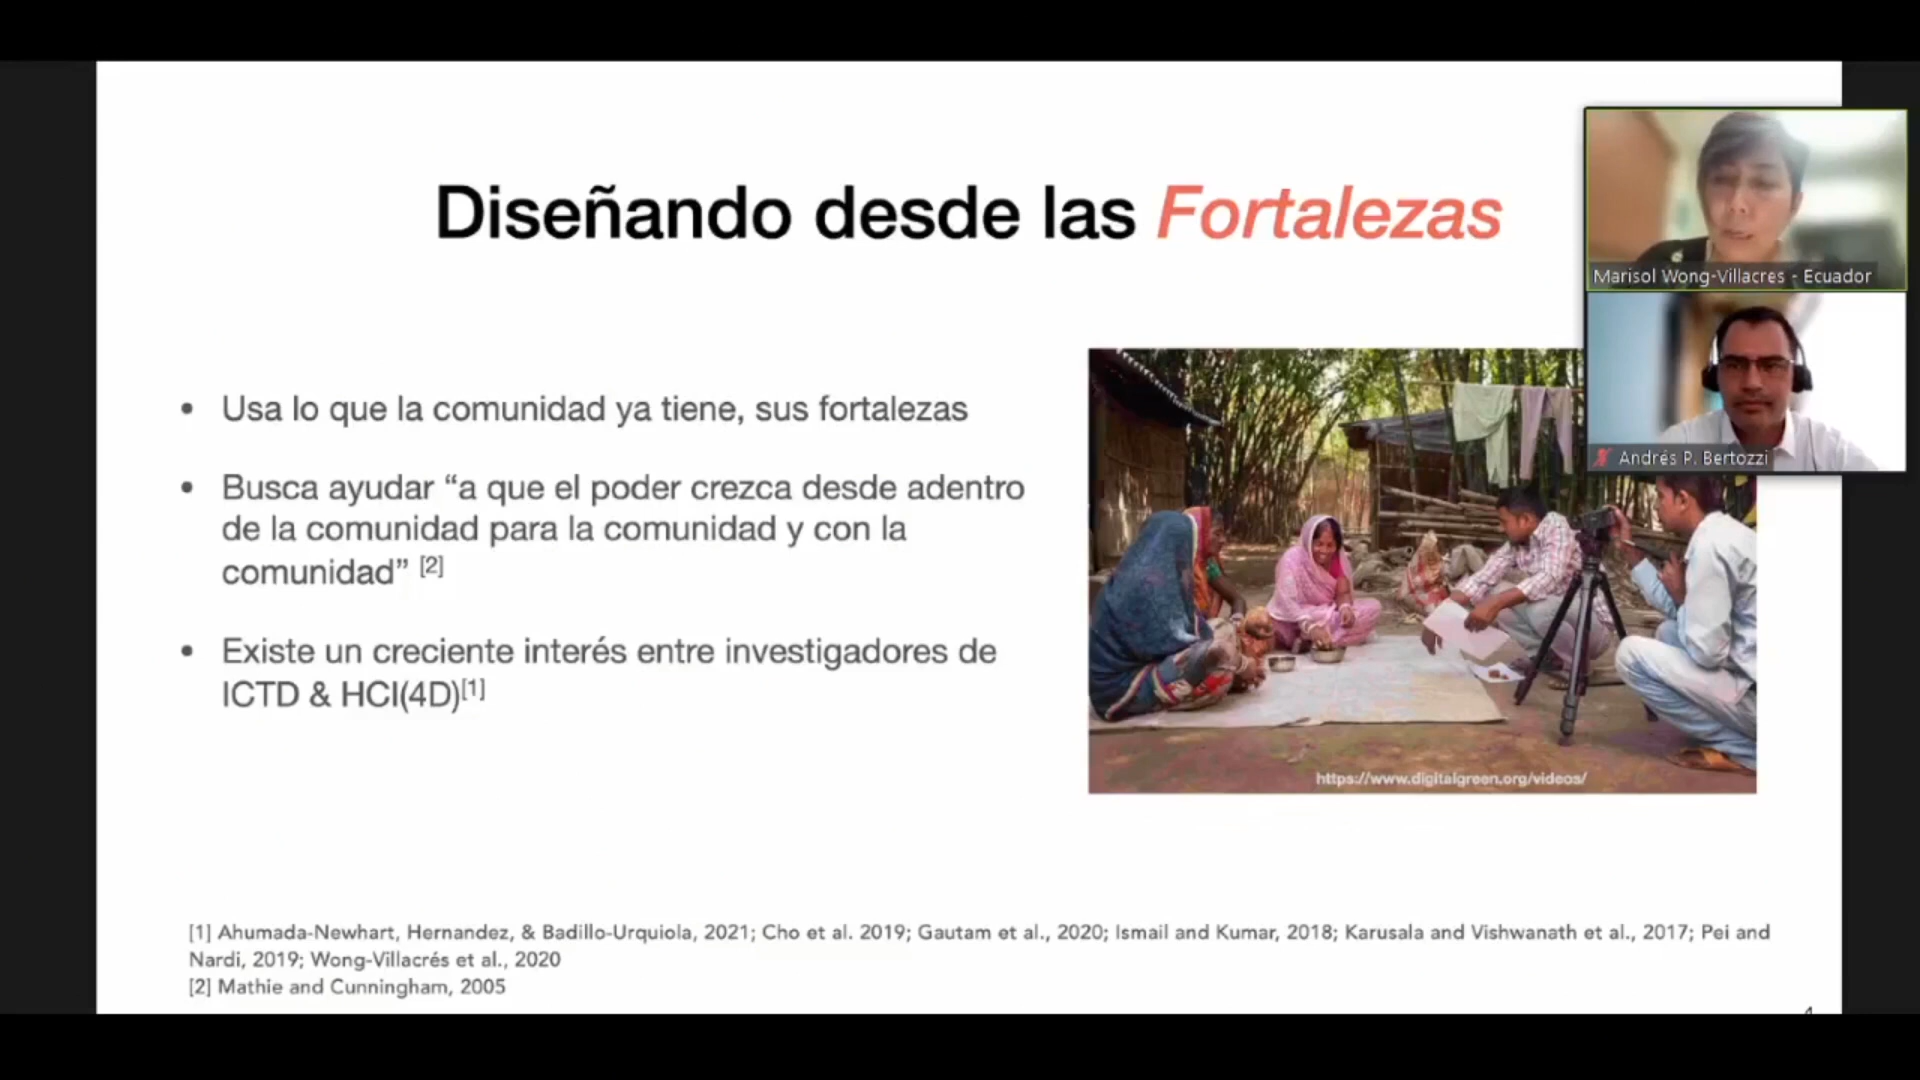 Diseñando desde las Fortalezas
Marisol Wong-Villacres - Ecuador
Andrés P. Bertozzi
• Usa lo que la comunidad ya tiene, sus fortalezas
• Busca ayudar “a que el poder crezca desde adentro
de la comunidad para la comunidad y con la
comunidad” [2]
• Existe un creciente interés entre investigadores de
ICTD & HCI(4D)[1]
https://www.digitalgreen.org/videos/
[1] Ahumada-Newhart, Hernandez, & Badillo-Urquiola, 2021; Cho et al. 2019; Gautam et al., 2020; Ismail and Kumar, 2018; Karusala and Vishwanath et al., 2017; Pei and
Nardi, 2019; Wong-Villacrés et al., 2020
[2] Mathie and Cunningham, 2005